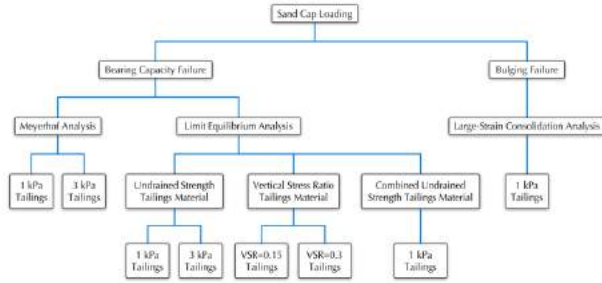 Sand Cap Loading
Bearing Capacity Failure
Bulging Failure
Meyerhof Analysis
Limit Equilibrium Analysis
Large-Strain Consolidation Analysis
1 kPa
Tailings
3 kPa
Tailings
Undrained Strength
Tailings Material
Vertical Stress Ratio
Tailings Material
Combined Undrained
Strength Tailings Material
1 kPa
Tailings
1 kPa
Tailings
3 kPa
Tailings
VSR=0.15
Tailings
VSR=0.3
Tailings
1 kPa
Tailings